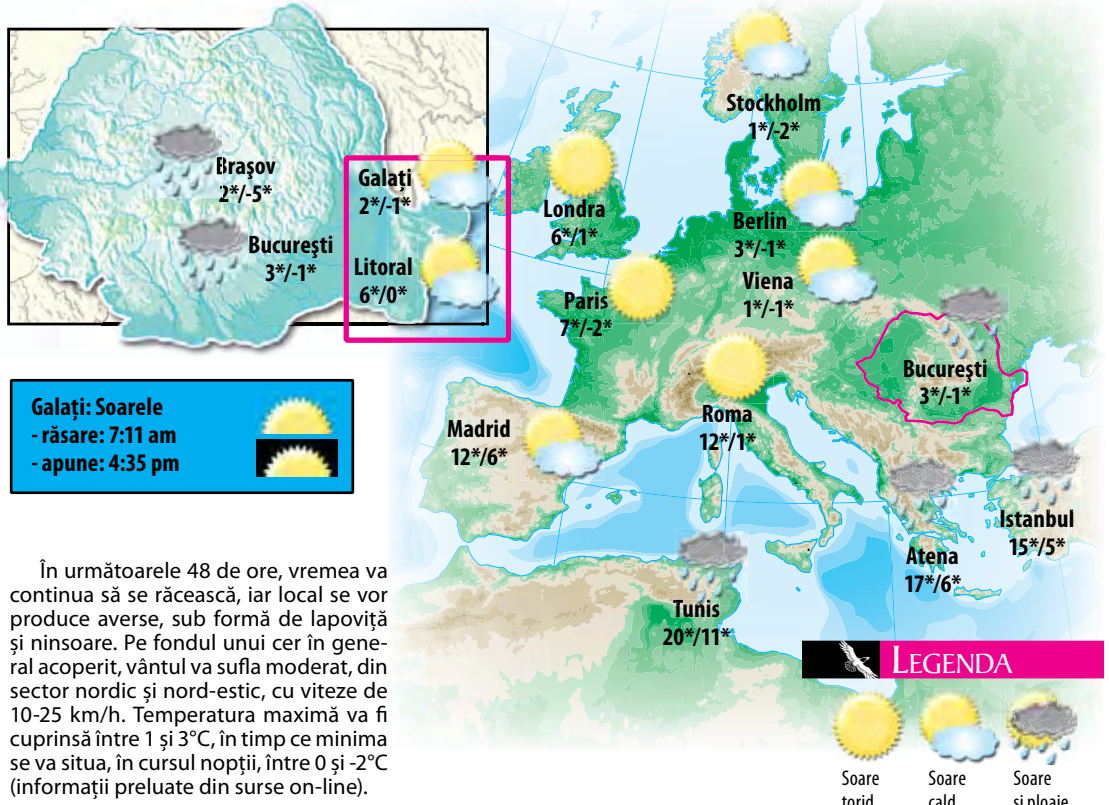 Brașov
2*/-5*
București
3*/-1*
Galați
2*/-1*
Litoral
6*/0*
Stockholm
1*/-2*
Londra
6*/1*
Berlin
3*/-1*
Viena
1*/-1*
Paris
7*/-2*
București
3*/-1*
Roma
12*/1*
Madrid
12*/6*
Istanbul
15*/5*
Atena
17*/6*
Tunis
20*/11*
Galați: Soarele
- răsare: 7:11 am
- apune: 4:35 pm
În următoarele 48 de ore, vremea va
continua să se răcească, iar local se vor
produce averse, sub formă de lapoviță
și ninsoare. Pe fondul unui cer în gene-
ral acoperit, vântul va sufla moderat, din
sector nordic și nord-estic, cu viteze de
10-25 km/h. Temperatura maximă va fi
cuprinsă între 1 și 3°C, în timp ce minima
se va situa, în cursul nopții, între 0 și -2°C
(informații preluate din surse on-line).
LEGENDA
Soare
torid
Soare
cald
Soare
și ploaie